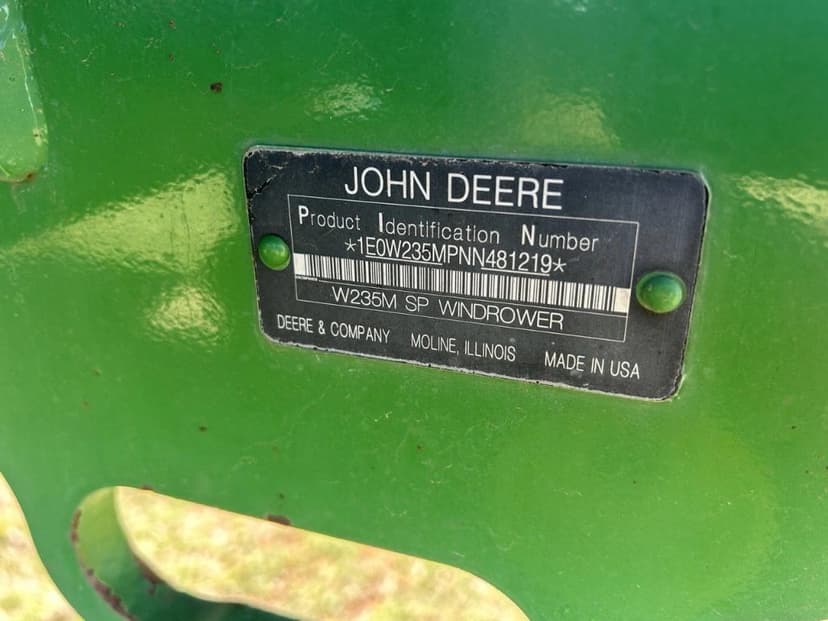 JOHN DEERE
Product Identification Number
*1E0W235MPNN481219*
W235M SP WINDROWER
DEERE & COMPANY MOLINE, ILLINOIS MADE IN USA